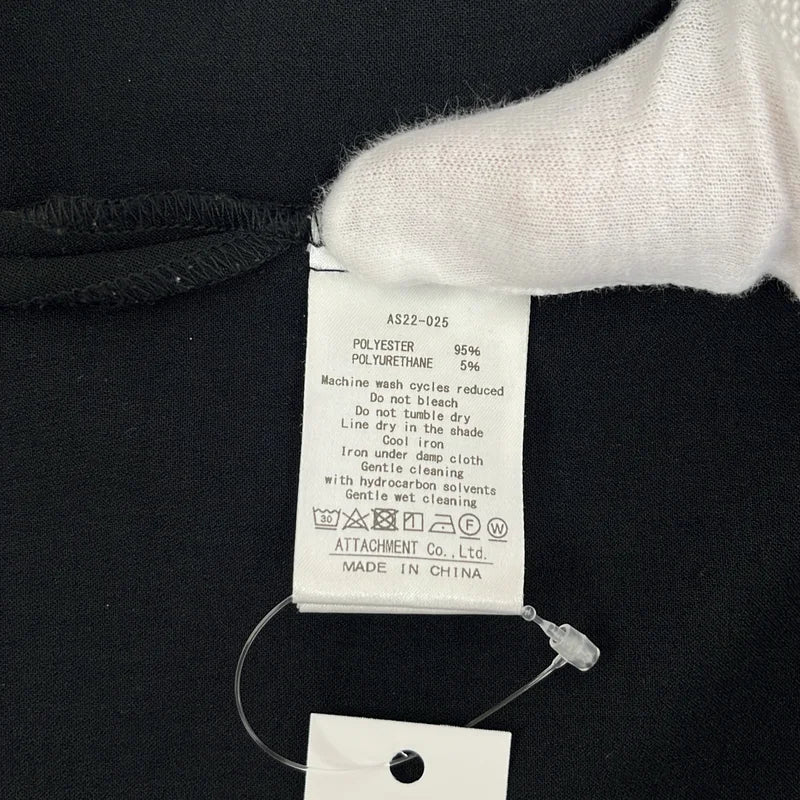 AS22-025
POLYESTER 95%
POLYURETHANE 5%
Machine wash cycles reduced
Do not bleach
Do not tumble dry
Line dry in the shade
Cool iron
Iron under damp cloth
Gentle cleaning
with hydrocarbon solvents
Gentle wet cleaning
30 F W
ATTACHMENT Co.,Ltd.
MADE IN CHINA